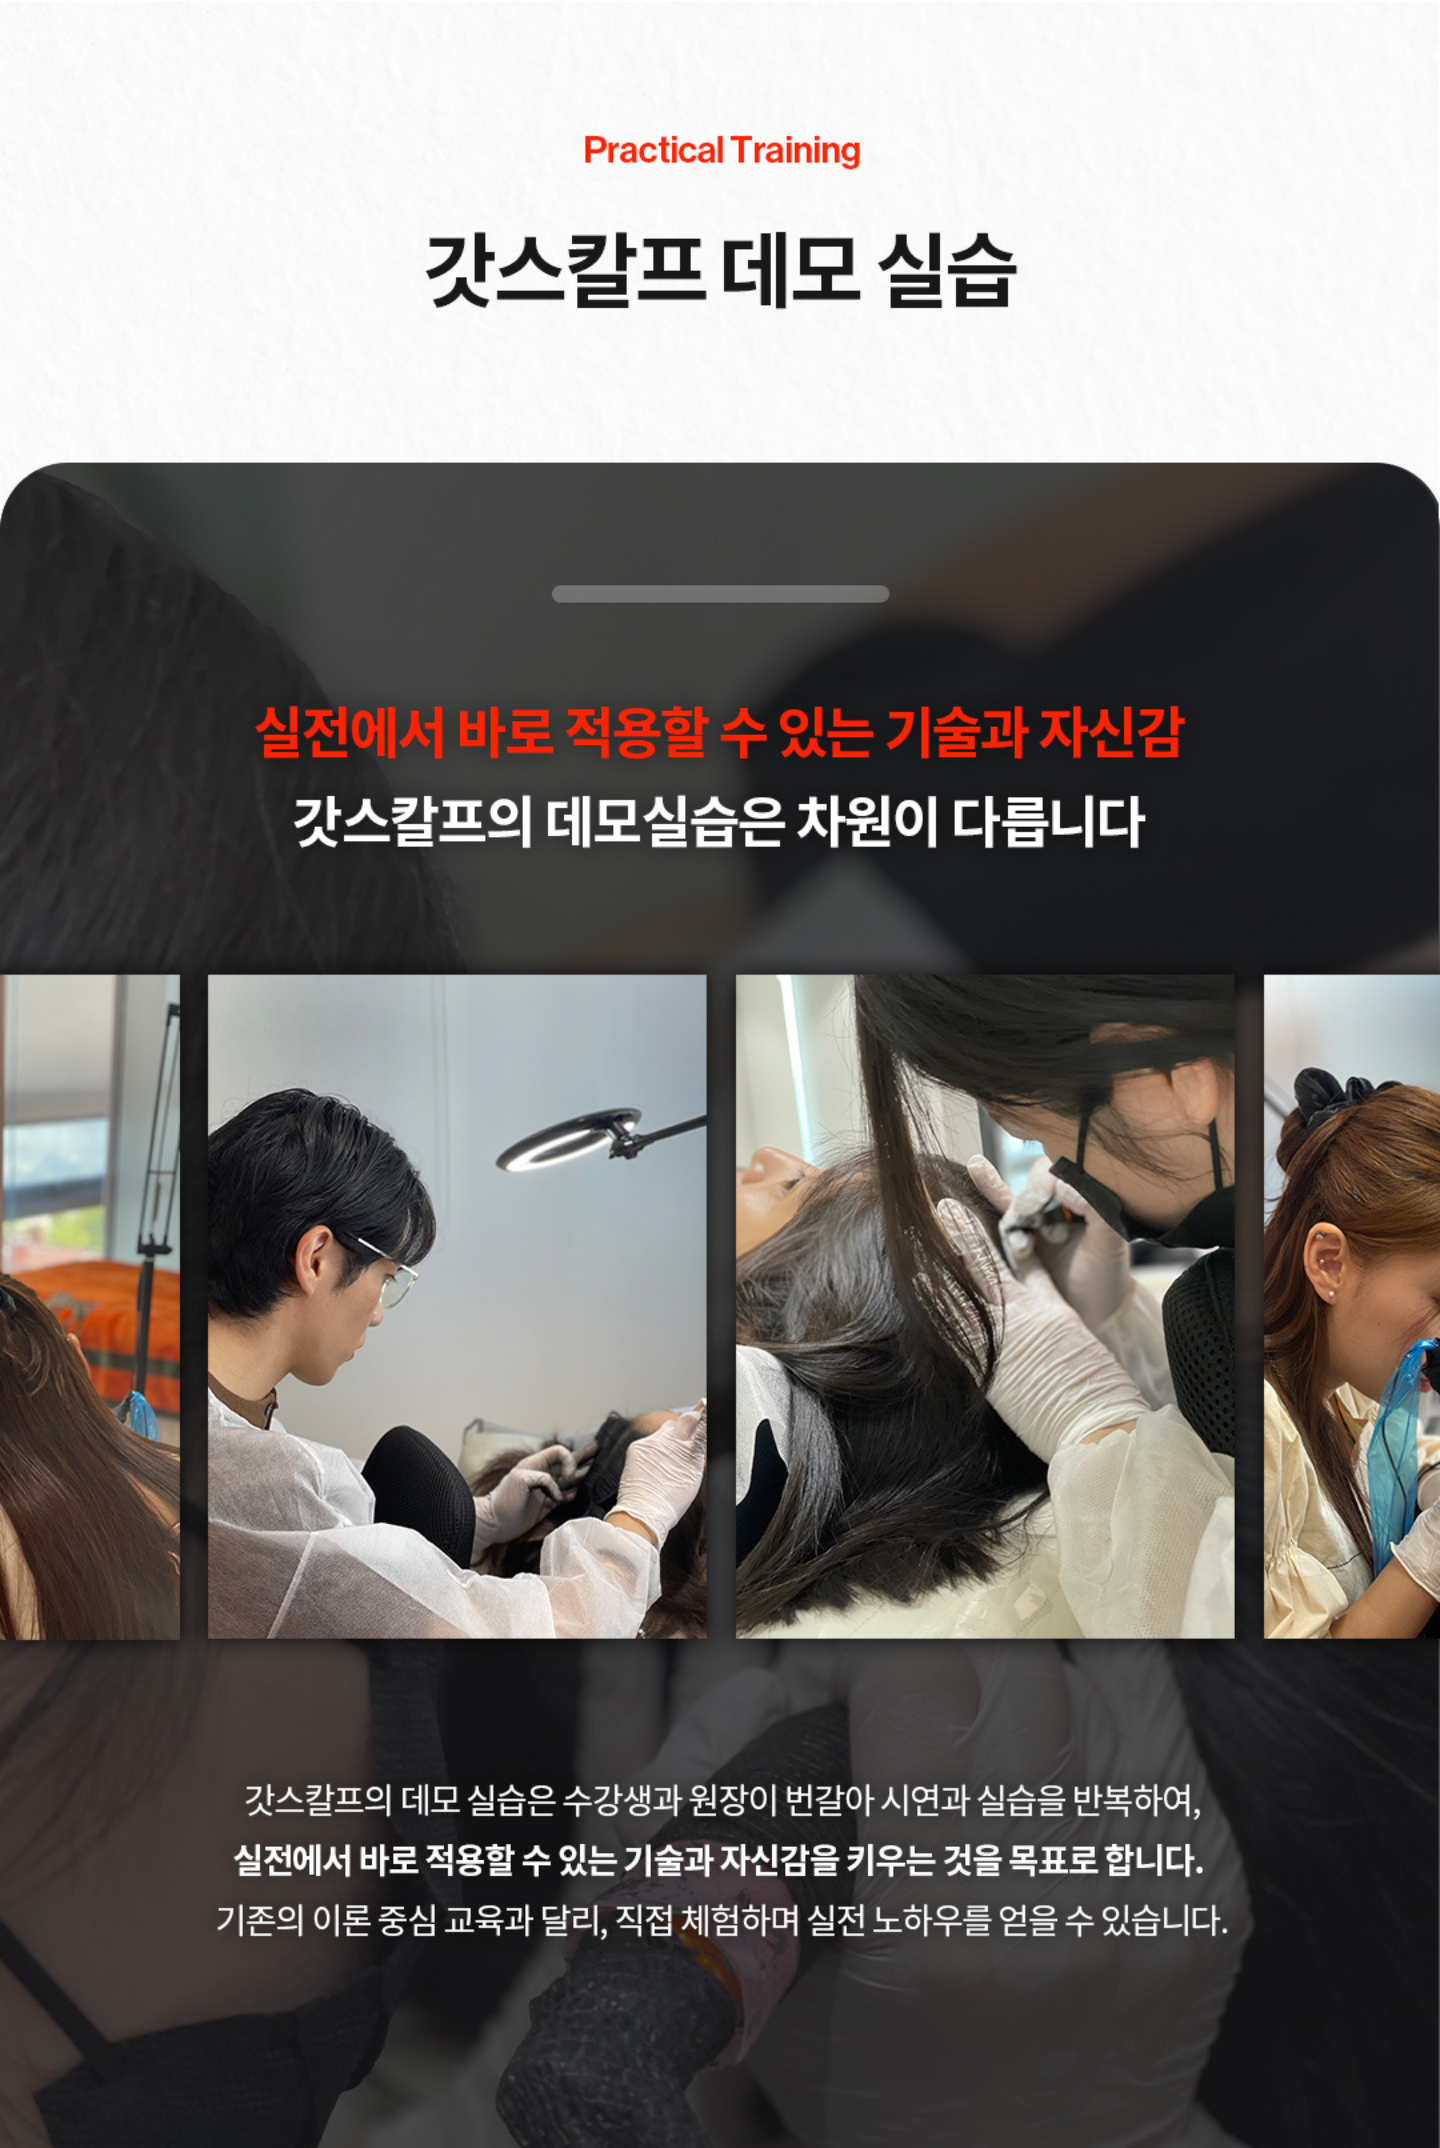 Practical Training
갓스칼프 데모 실습
실전에서 바로 적용할 수 있는 기술과 자신감
갓스칼프의 데모실습은 차원이 다릅니다
갓스칼프의 데모 실습은 수강생과 원장이 번갈아 시연과 실습을 반복하여,
실전에서 바로 적용할 수 있는 기술과 자신감을 키우는 것을 목표로 합니다.
기존의 이론 중심 교육과 달리, 직접 체험하며 실전 노하우를 얻을 수 있습니다.